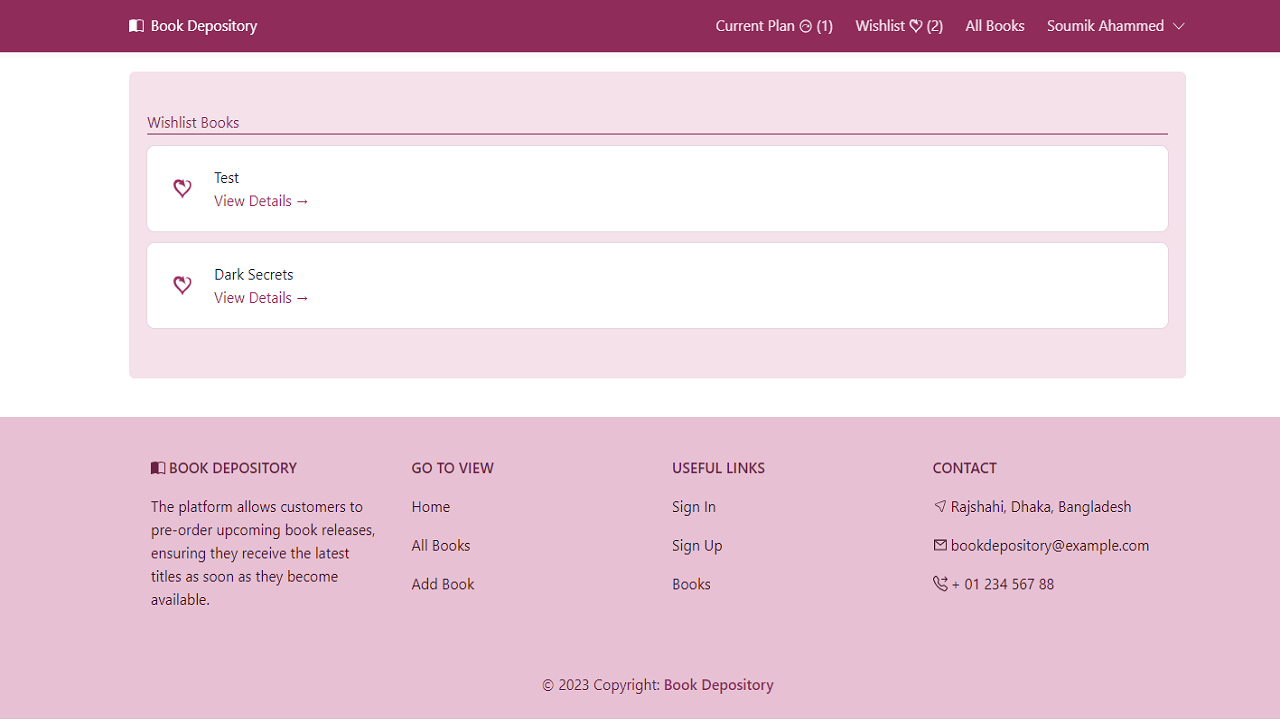 Book Depository
Current Plan (1) Wishlist (2) All Books Soumik Ahammed
Wishlist Books
Test
View Details →
Dark Secrets
View Details →
BOOK DEPOSITORY
The platform allows customers to
pre-order upcoming book releases,
ensuring they receive the latest
titles as soon as they become
available.
GO TO VIEW
Home
All Books
Add Book
USEFUL LINKS
Sign In
Sign Up
Books
CONTACT
Rajshahi, Dhaka, Bangladesh
bookdepository@example.com
+ 01 234 567 88
© 2023 Copyright: Book Depository